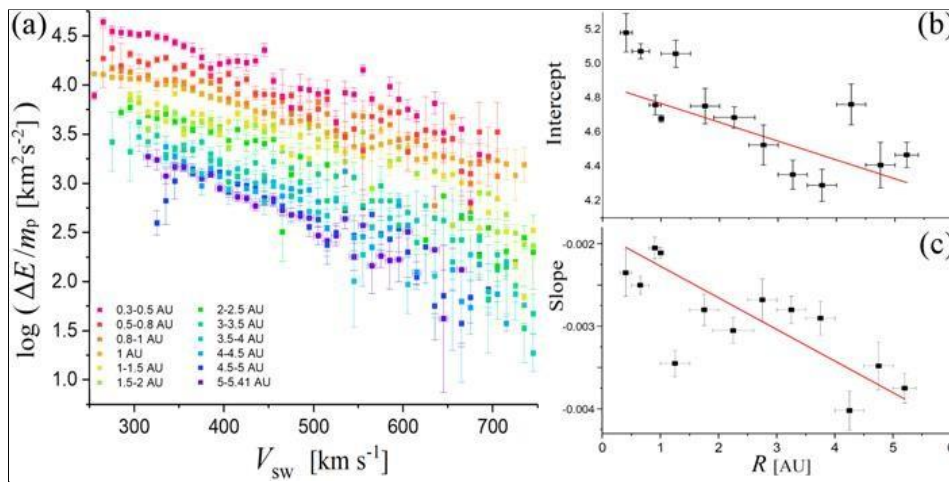 (a)
4.5
4.0
3.5
3.0
2.5
2.0
1.5
1.0
log (ΔE/mₚ [km²s⁻²])
0.3-0.5 AU
0.5-0.8 AU
0.8-1 AU
1 AU
1-1.5 AU
1.5-2 AU
2-2.5 AU
3-3.5 AU
3.5-4 AU
4-4.5 AU
4.5-5 AU
5-5.41 AU
300 400 500 600 700
V_sw [km s⁻¹]
(b)
5.2
5.0
4.8
4.6
4.4
4.2
Intercept
(c)
-0.002
-0.003
-0.004
Slope
0 1 2 3 4 5 6
R [AU]